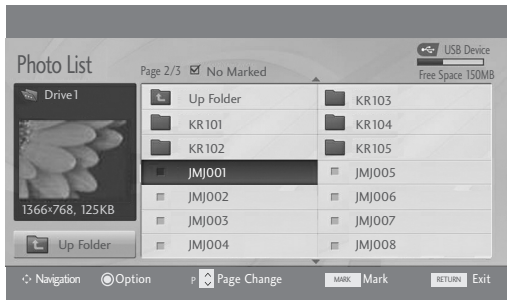 USB Device
Photo List
Page 2/3 No Marked
Free Space 150MB
Drive1
Up Folder
KR101
KR102
JMJ001
JMJ002
JMJ003
JMJ004
KR103
KR104
KR105
JMJ005
JMJ006
JMJ007
JMJ008
1366×768, 125KB
Up Folder
Navigation Option P Page Change MARK Mark RETURN Exit